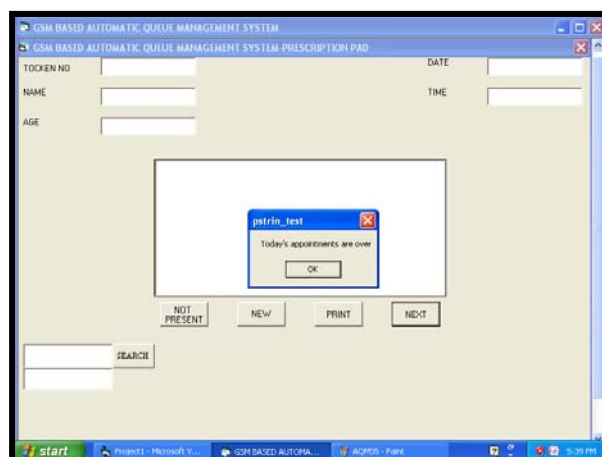 GSM BASED AUTOMATIC QUEUE MANAGEMENT SYSTEM
GSM BASED AUTOMATIC QUEUE MANAGEMENT SYSTEM-PRESCRIPTION PAD
TOCKEN NO
DATE
NAME
TIME
AGE
pstrin_test
Today's appointments are over
OK
NOT PRESENT
NEW
PRINT
NEXT
SEARCH
start
Project1 - Microsoft V...
GSM BASED AUTOMA...
AQMSS - Paint
5:39 PM